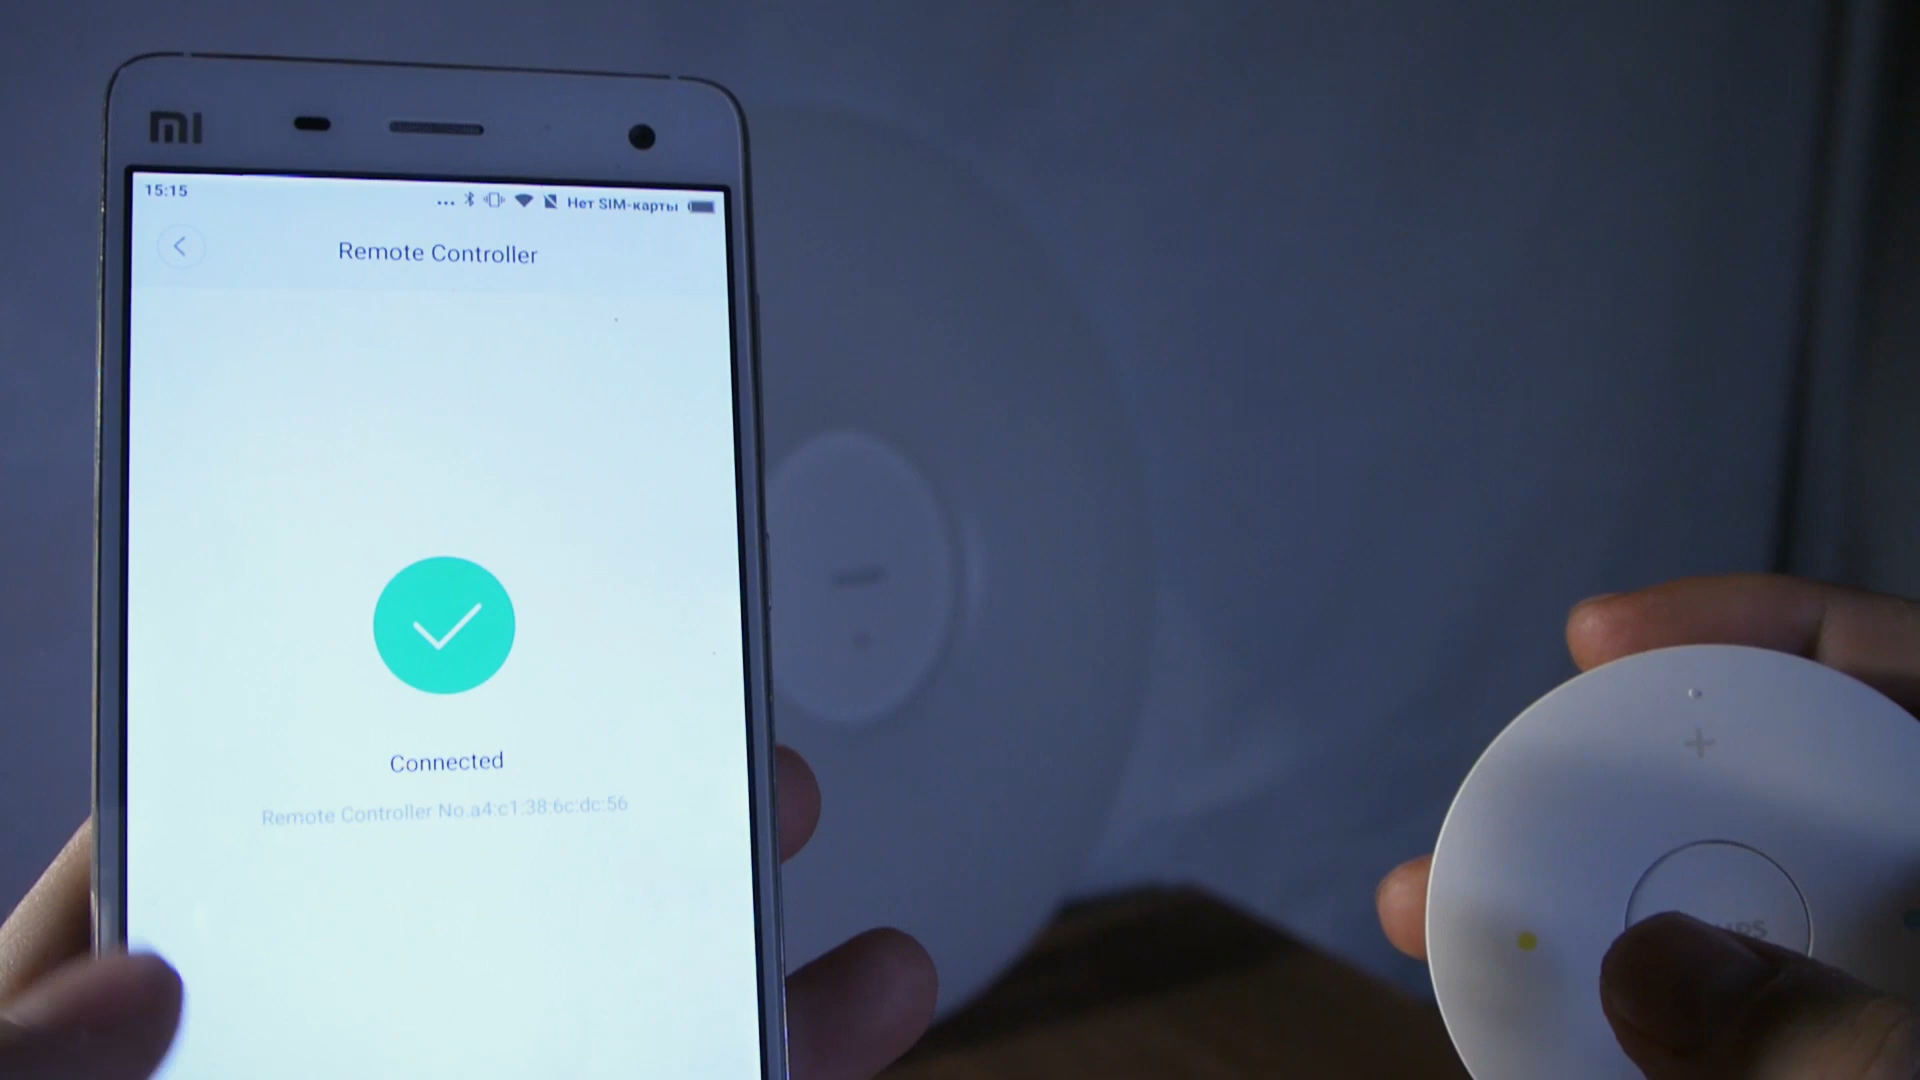 MI
15:15
... Нет SIM-карты
Remote Controller
Connected
Remote Controller No.a4:c1:38:6c:dc:56